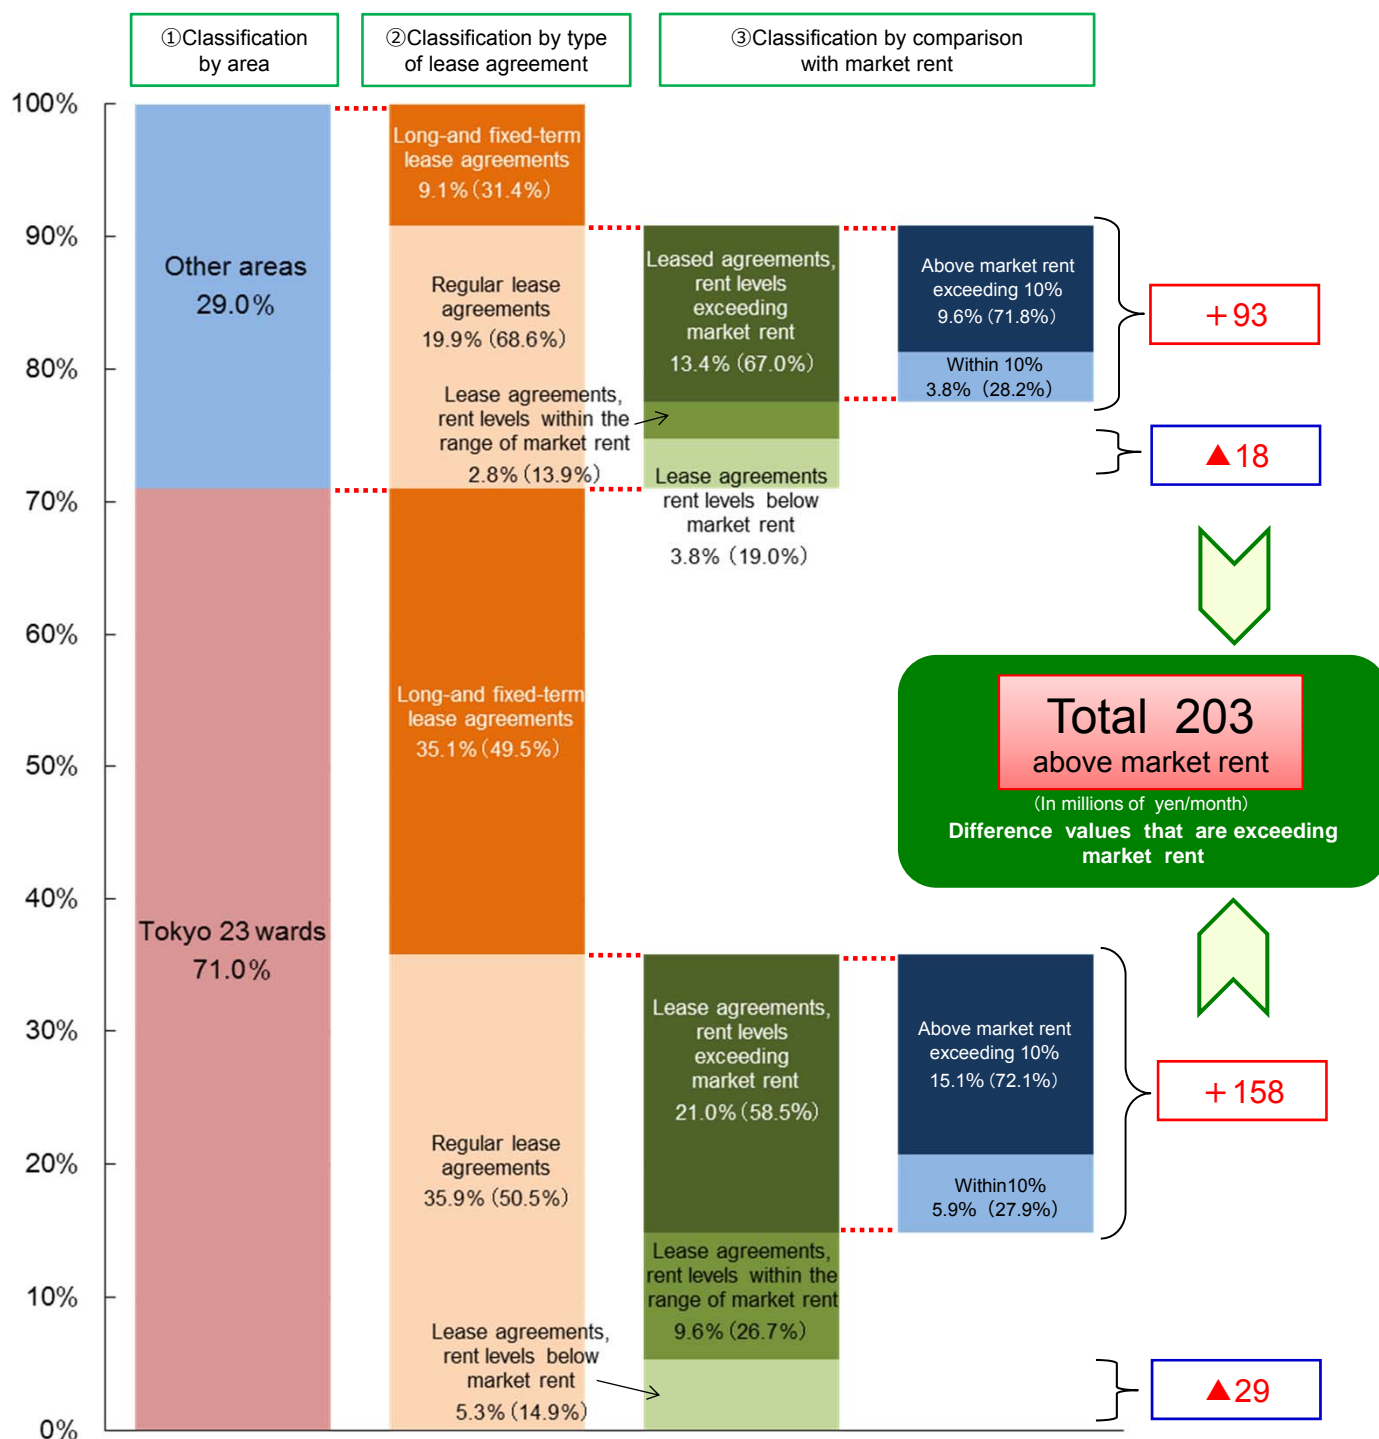 ①Classification
by area
②Classification by type
of lease agreement
③Classification by comparison
with market rent
100%
90%
80%
70%
60%
50%
40%
30%
20%
10%
0%
Other areas
29.0%
Tokyo 23 wards
71.0%
Long-and fixed-term
lease agreements
9.1% (31.4%)
Regular lease
agreements
19.9% (68.6%)
Lease agreements,
rent levels within the
range of market rent
2.8% (13.9%)
Long-and fixed-term
lease agreements
35.1% (49.5%)
Regular lease
agreements
35.9% (50.5%)
Lease agreements,
rent levels below
market rent
5.3% (14.9%)
Leased agreements,
rent levels
exceeding
market rent
13.4% (67.0%)
Lease agreements
rent levels below
market rent
3.8% (19.0%)
Lease agreements,
rent levels
exceeding
market rent
21.0% (58.5%)
Lease agreements,
rent levels within the
range of market rent
9.6% (26.7%)
Above market rent
exceeding 10%
9.6% (71.8%)
Within 10%
3.8% (28.2%)
Above market rent
exceeding 10%
15.1% (72.1%)
Within10%
5.9% (27.9%)
+93
▲18
Total 203
above market rent
(In millions of yen/month)
Difference values that are exceeding
market rent
+158
▲29